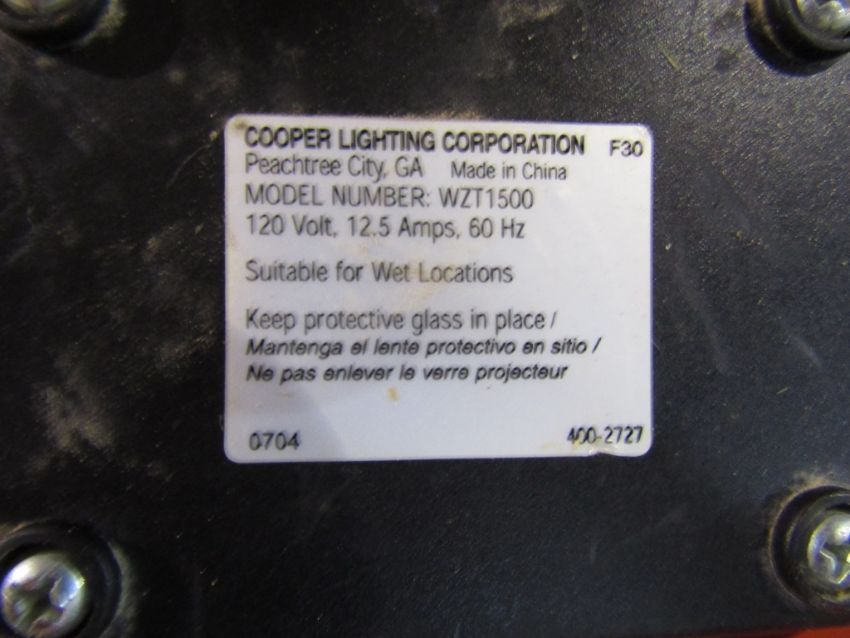 COOPER LIGHTING CORPORATION F30
Peachtree City, GA Made in China
MODEL NUMBER: WZT1500
120 Volt, 12.5 Amps, 60 Hz
Suitable for Wet Locations
Keep protective glass in place /
Mantenga el lente protectivo en sitio /
Ne pas enlever le verre projecteur
0704 400-2727